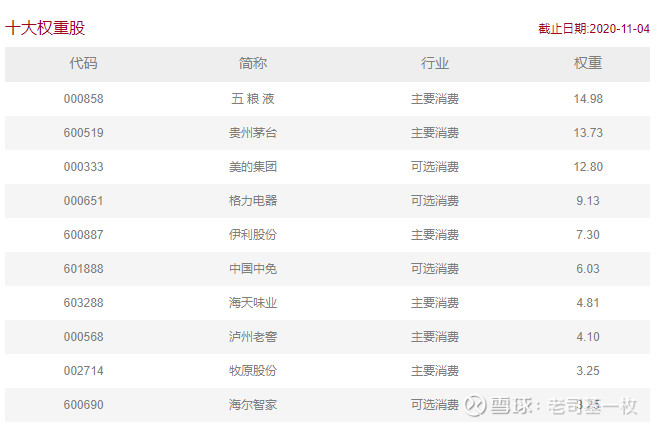 十大权重股 截止日期:2020-11-04
代码 简称 行业 权重
000858 五 粮 液 主要消费 14.98
600519 贵州茅台 主要消费 13.73
000333 美的集团 可选消费 12.80
000651 格力电器 可选消费 9.13
600887 伊利股份 主要消费 7.30
601888 中国中免 可选消费 6.03
603288 海天味业 主要消费 4.81
000568 泸州老窖 主要消费 4.10
002714 牧原股份 主要消费 3.25
600690 海尔智家 可选消费
雪球:老司基一枚